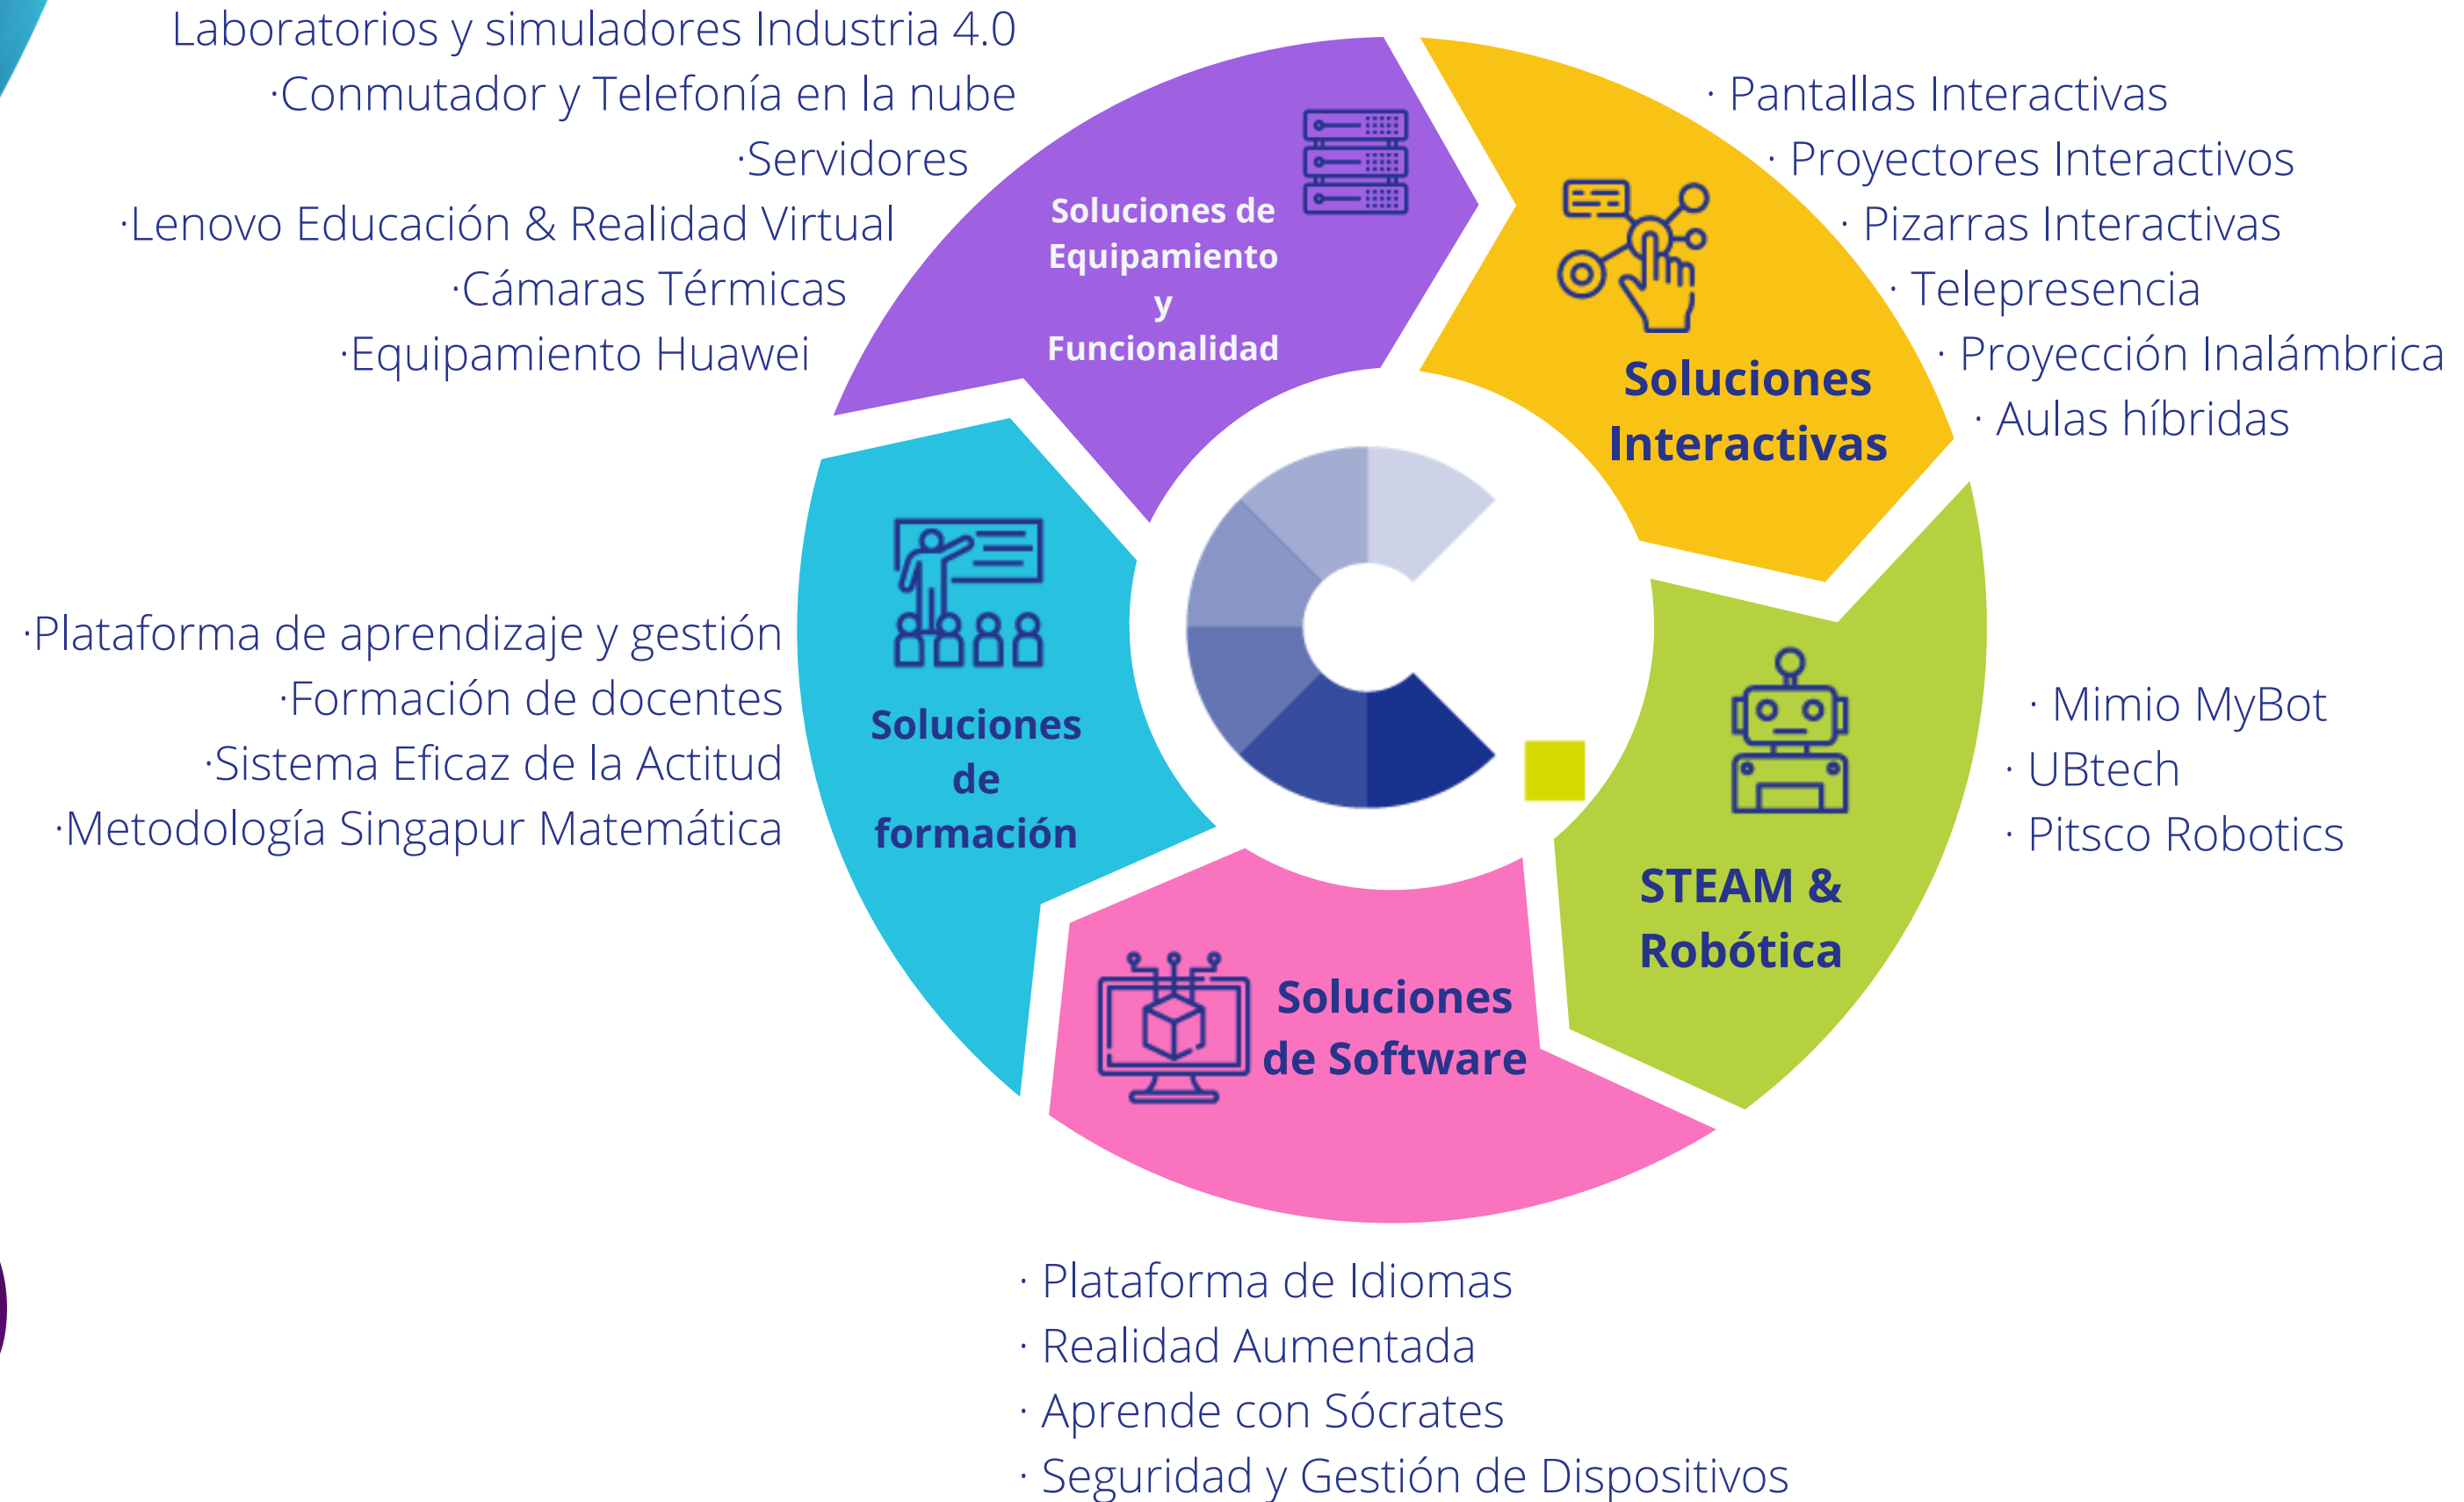 Laboratorios y simuladores Industria 4.0
·Conmutador y Telefonía en la nube
·Servidores
·Lenovo Educación & Realidad Virtual
·Cámaras Térmicas
·Equipamiento Huawei
Soluciones de
Equipamiento
y
Funcionalidad
· Pantallas Interactivas
· Proyectores Interactivos
· Pizarras Interactivas
· Telepresencia
· Proyección Inalámbrica
· Aulas híbridas
Soluciones
Interactivas
·Plataforma de aprendizaje y gestión
·Formación de docentes
·Sistema Eficaz de la Actitud
·Metodología Singapur Matemática
Soluciones
de
formación
· Mimio MyBot
· UBtech
· Pitsco Robotics
STEAM &
Robótica
Soluciones
de Software
· Plataforma de Idiomas
· Realidad Aumentada
· Aprende con Sócrates
· Seguridad y Gestión de Dispositivos